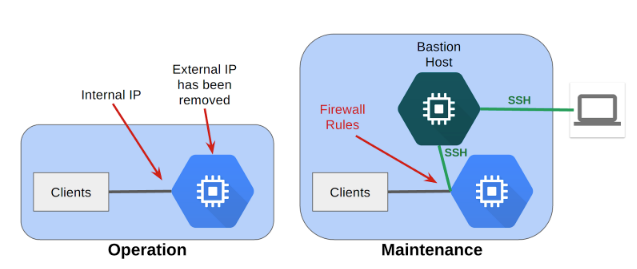 Internal IP
External IP
has been
removed
Clients
Operation
Bastion
Host
SSH
Firewall
Rules
SSH
Clients
Maintenance